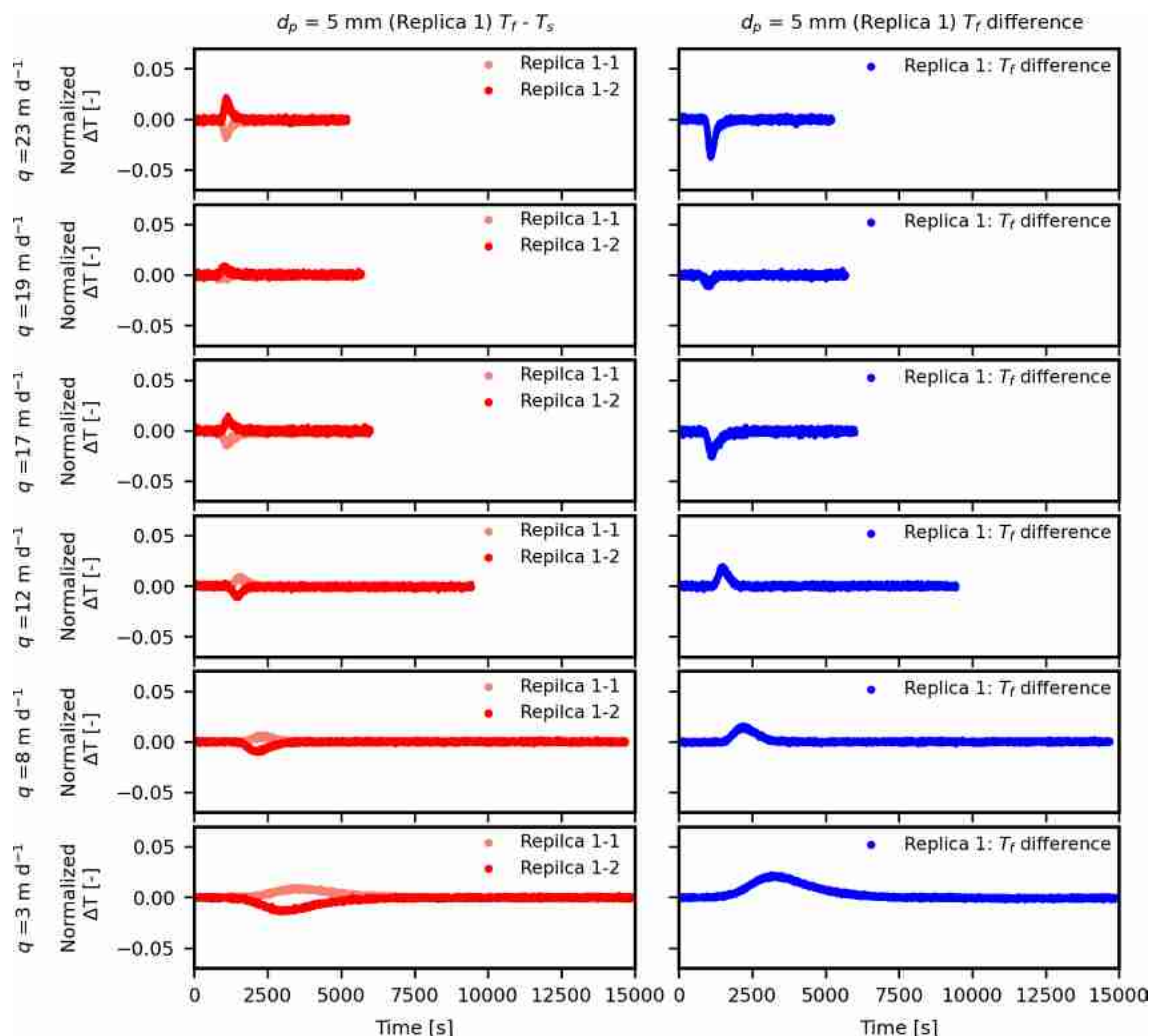 d_p = 5 mm (Replica 1) T_f - T_s
d_p = 5 mm (Replica 1) T_f difference
q =23 m d⁻¹
Normalized
ΔT [-]
0.05
0.00
−0.05
Repilca 1-1
Repilca 1-2
Replica 1: T_f difference
q =19 m d⁻¹
Normalized
ΔT [-]
0.05
0.00
−0.05
Repilca 1-1
Repilca 1-2
Replica 1: T_f difference
q =17 m d⁻¹
Normalized
ΔT [-]
0.05
0.00
−0.05
Repilca 1-1
Repilca 1-2
Replica 1: T_f difference
q =12 m d⁻¹
Normalized
ΔT [-]
0.05
0.00
−0.05
Repilca 1-1
Repilca 1-2
Replica 1: T_f difference
q =8 m d⁻¹
Normalized
ΔT [-]
0.05
0.00
−0.05
Repilca 1-1
Repilca 1-2
Replica 1: T_f difference
q =3 m d⁻¹
Normalized
ΔT [-]
0.05
0.00
−0.05
Repilca 1-1
Repilca 1-2
Replica 1: T_f difference
0 2500 5000 7500 10000 12500 15000
0 2500 5000 7500 10000 12500 15000
Time [s]
Time [s]